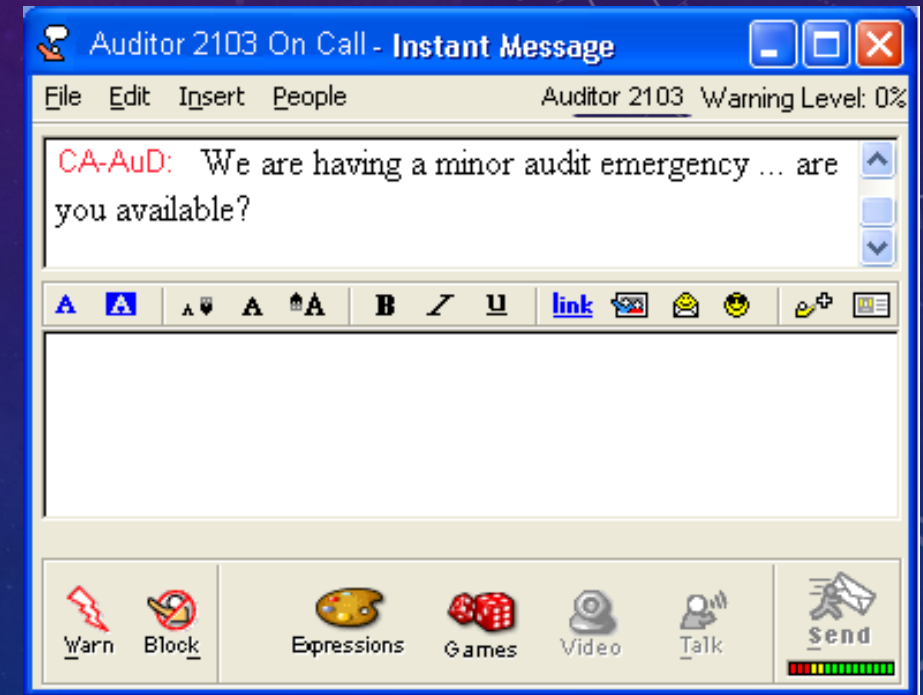 Auditor 2103 On Call - Instant Message
File Edit Insert People Auditor 2103 Warning Level: 0%
CA-AuD: We are having a minor audit emergency ... are
you available?
A A A A A B I U link
Warn Block Expressions Games Video Talk Send